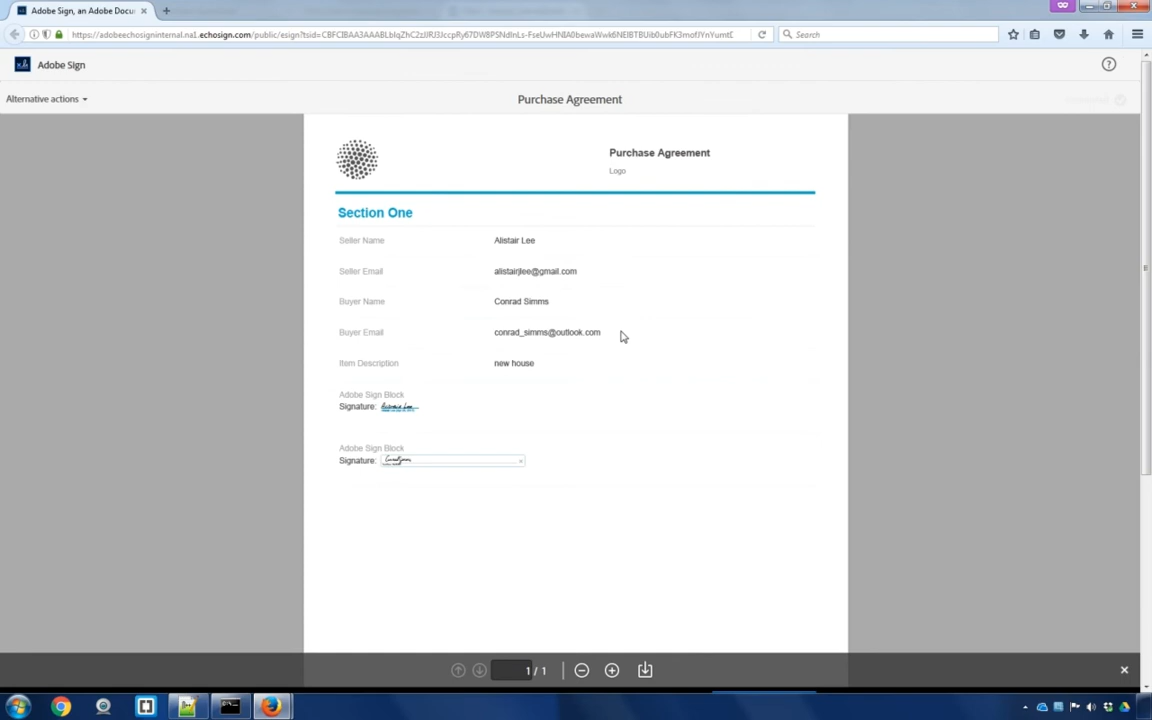 Adobe Sign, an Adobe Docu
Search
Adobe Sign
Alternative actions
Purchase Agreement
Purchase Agreement
Logo
Section One
Seller Name
Alistair Lee
Seller Email
alistairjlee@gmail.com
Buyer Name
Conrad Simms
Buyer Email
conrad_simms@outlook.com
Item Description
new house
Adobe Sign Block
Signature: Alistair Lee
Adobe Sign Block
Signature:
1 / 1